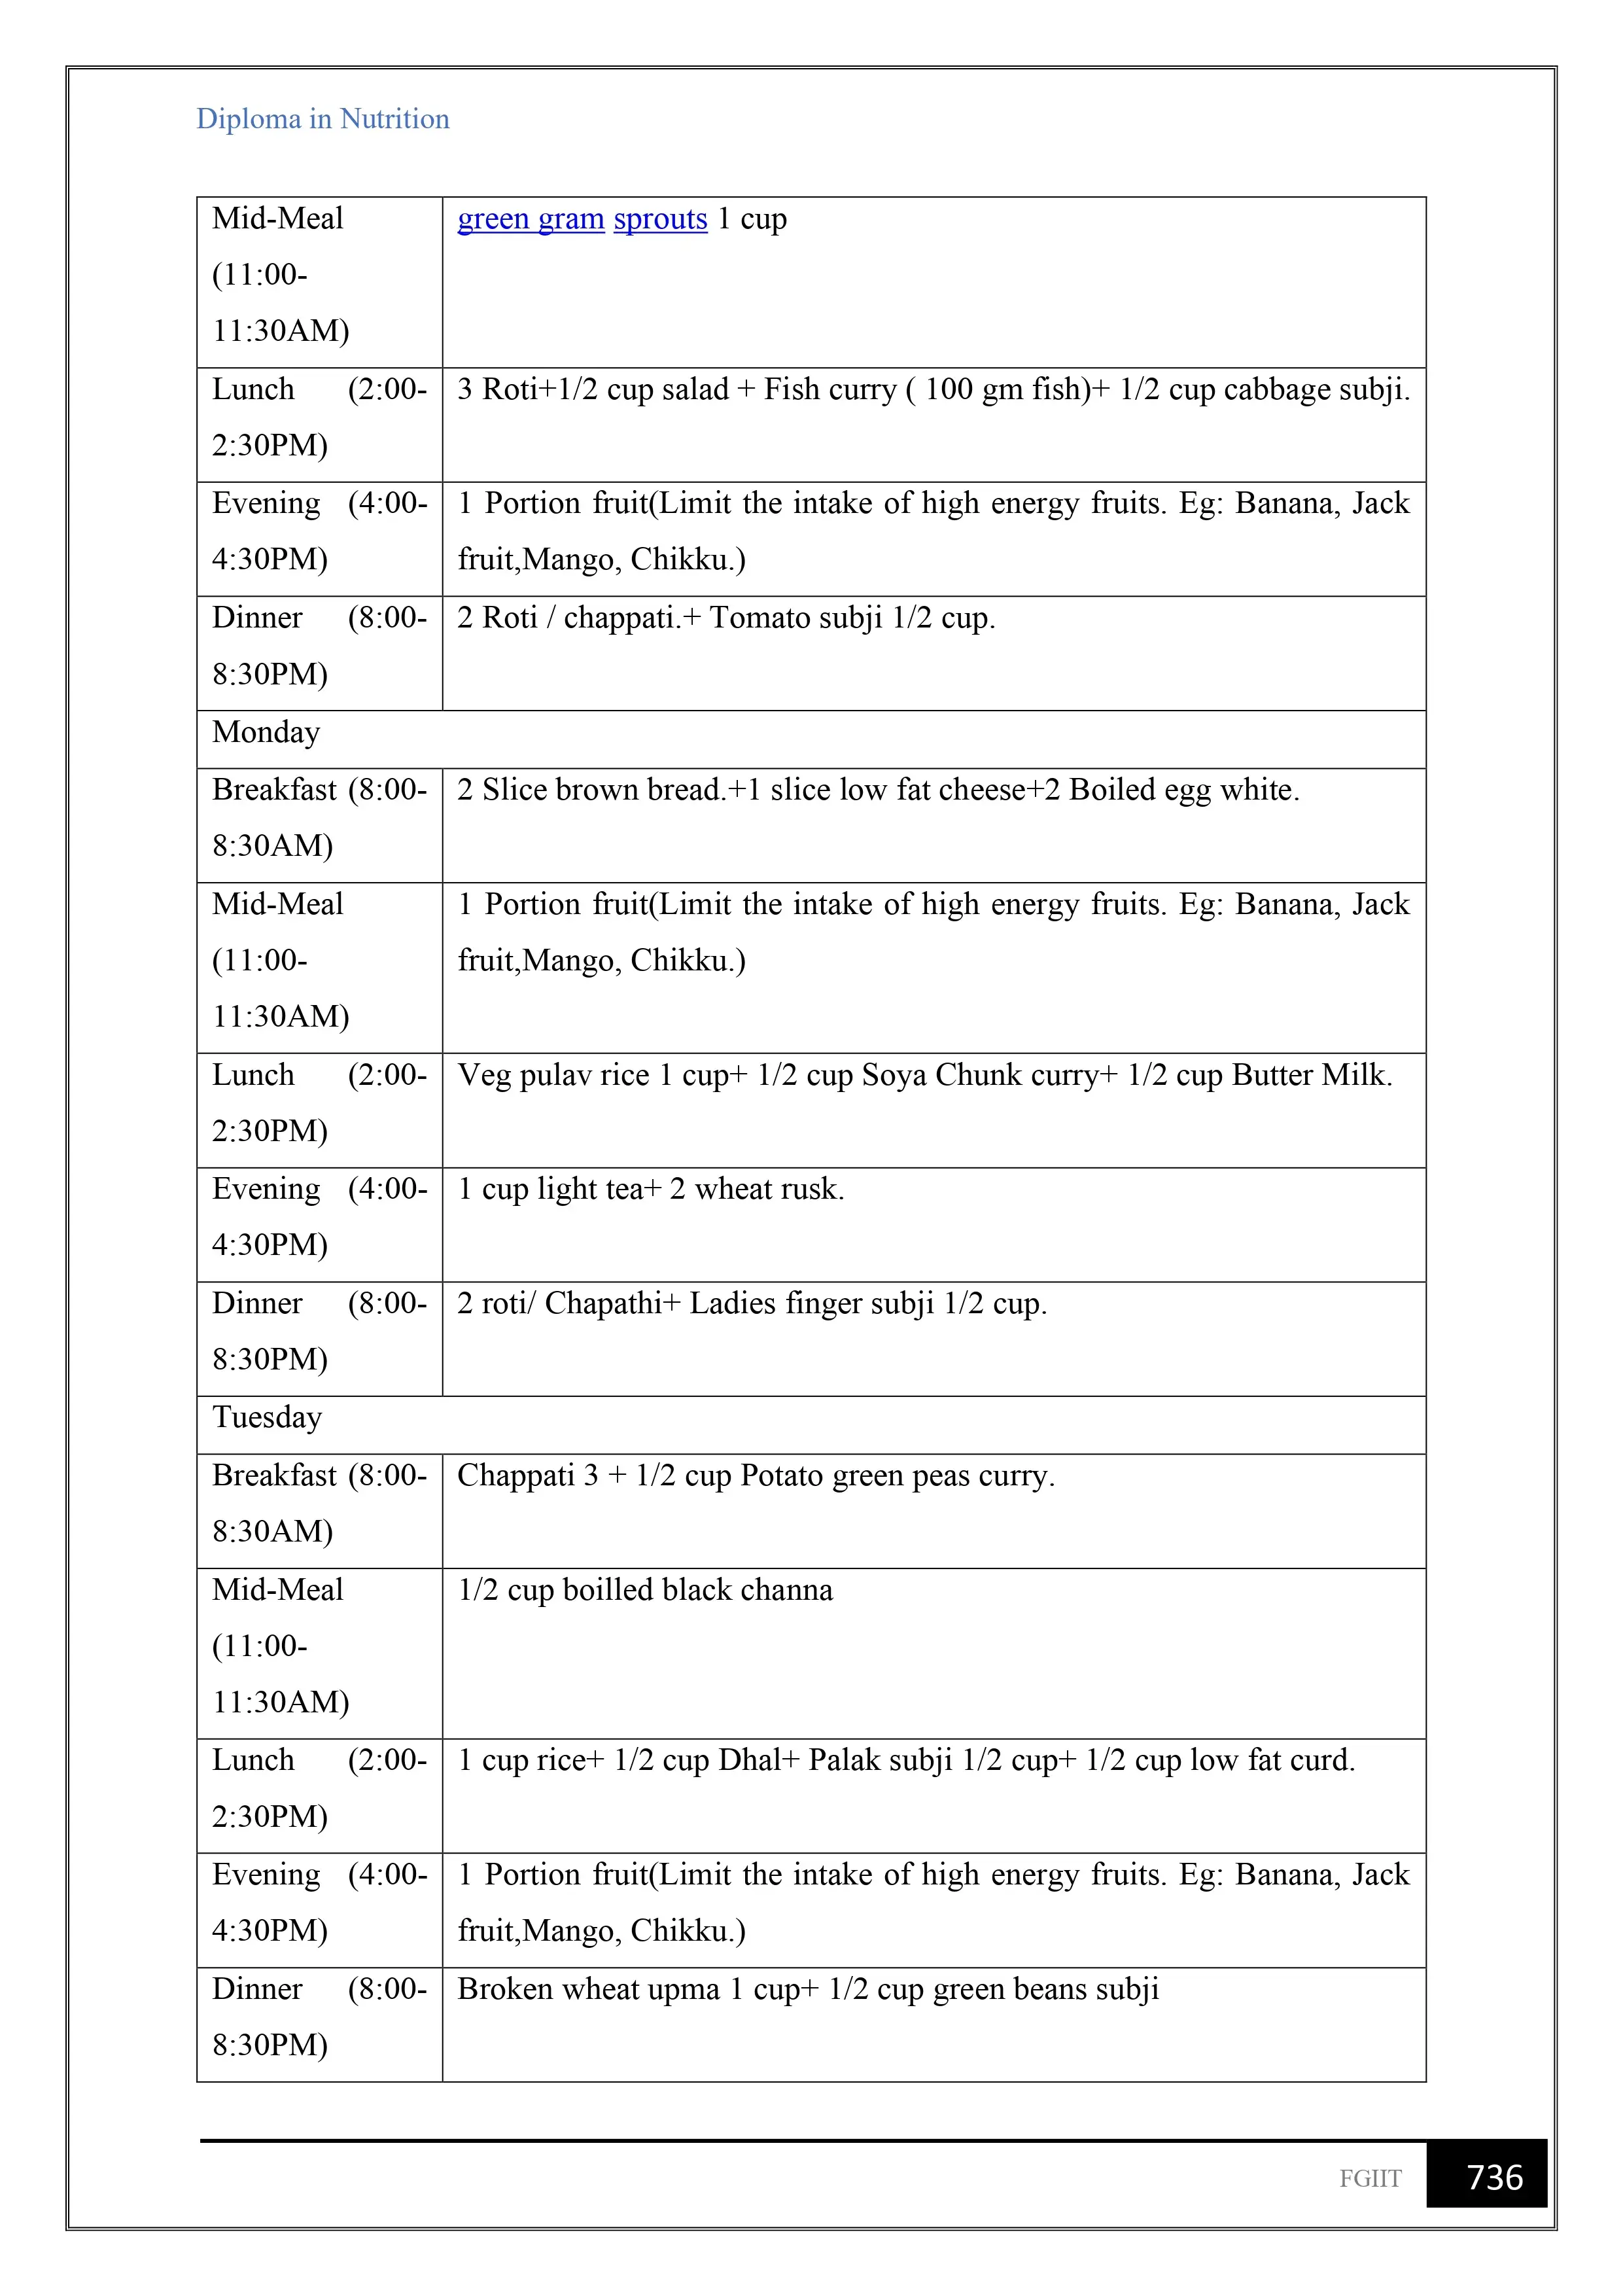 Diploma in Nutrition
Mid-Meal
(11:00-
11:30AM)
green gram sprouts 1 cup
Lunch (2:00-
2:30PM)
3 Roti+1/2 cup salad + Fish curry ( 100 gm fish)+ 1/2 cup cabbage subji.
Evening (4:00-
4:30PM)
1 Portion fruit(Limit the intake of high energy fruits. Eg: Banana, Jack
fruit,Mango, Chikku.)
Dinner (8:00-
8:30PM)
2 Roti / chappati.+ Tomato subji 1/2 cup.
Monday
Breakfast (8:00-
8:30AM)
2 Slice brown bread.+1 slice low fat cheese+2 Boiled egg white.
Mid-Meal
(11:00-
11:30AM)
1 Portion fruit(Limit the intake of high energy fruits. Eg: Banana, Jack
fruit,Mango, Chikku.)
Lunch (2:00-
2:30PM)
Veg pulav rice 1 cup+ 1/2 cup Soya Chunk curry+ 1/2 cup Butter Milk.
Evening (4:00-
4:30PM)
1 cup light tea+ 2 wheat rusk.
Dinner (8:00-
8:30PM)
2 roti/ Chapathi+ Ladies finger subji 1/2 cup.
Tuesday
Breakfast (8:00-
8:30AM)
Chappati 3 + 1/2 cup Potato green peas curry.
Mid-Meal
(11:00-
11:30AM)
1/2 cup boilled black channa
Lunch (2:00-
2:30PM)
1 cup rice+ 1/2 cup Dhal+ Palak subji 1/2 cup+ 1/2 cup low fat curd.
Evening (4:00-
4:30PM)
1 Portion fruit(Limit the intake of high energy fruits. Eg: Banana, Jack
fruit,Mango, Chikku.)
Dinner (8:00-
8:30PM)
Broken wheat upma 1 cup+ 1/2 cup green beans subji
FGIIT 736